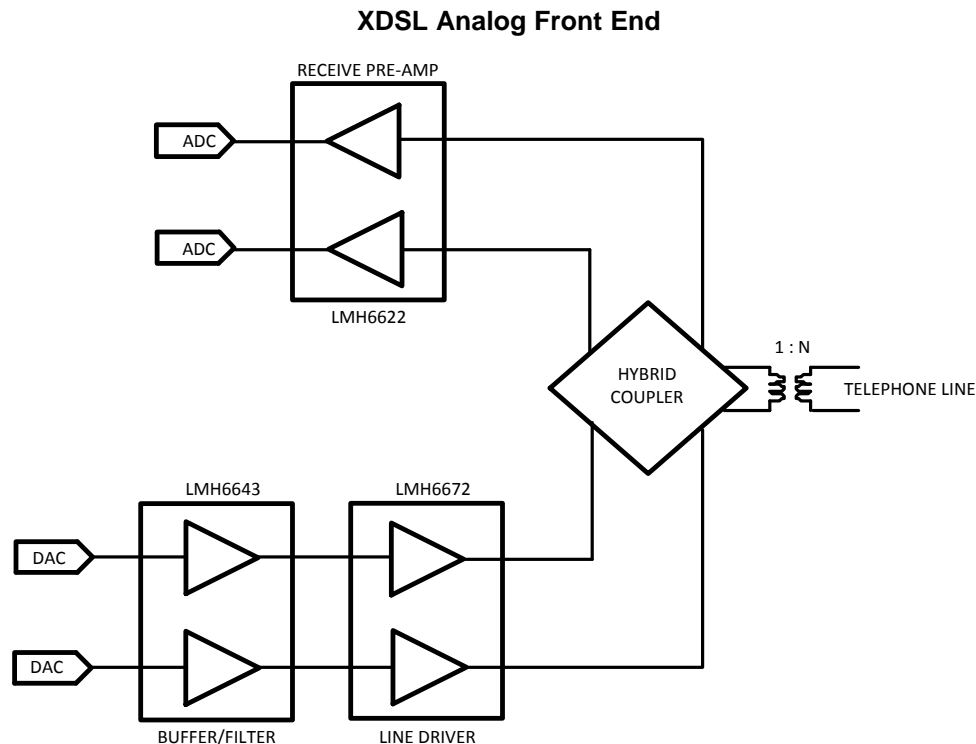 XDSL Analog Front End
RECEIVE PRE-AMP
ADC
ADC
LMH6622
1 : N
HYBRID
COUPLER
TELEPHONE LINE
LMH6643
LMH6672
DAC
DAC
BUFFER/FILTER
LINE DRIVER